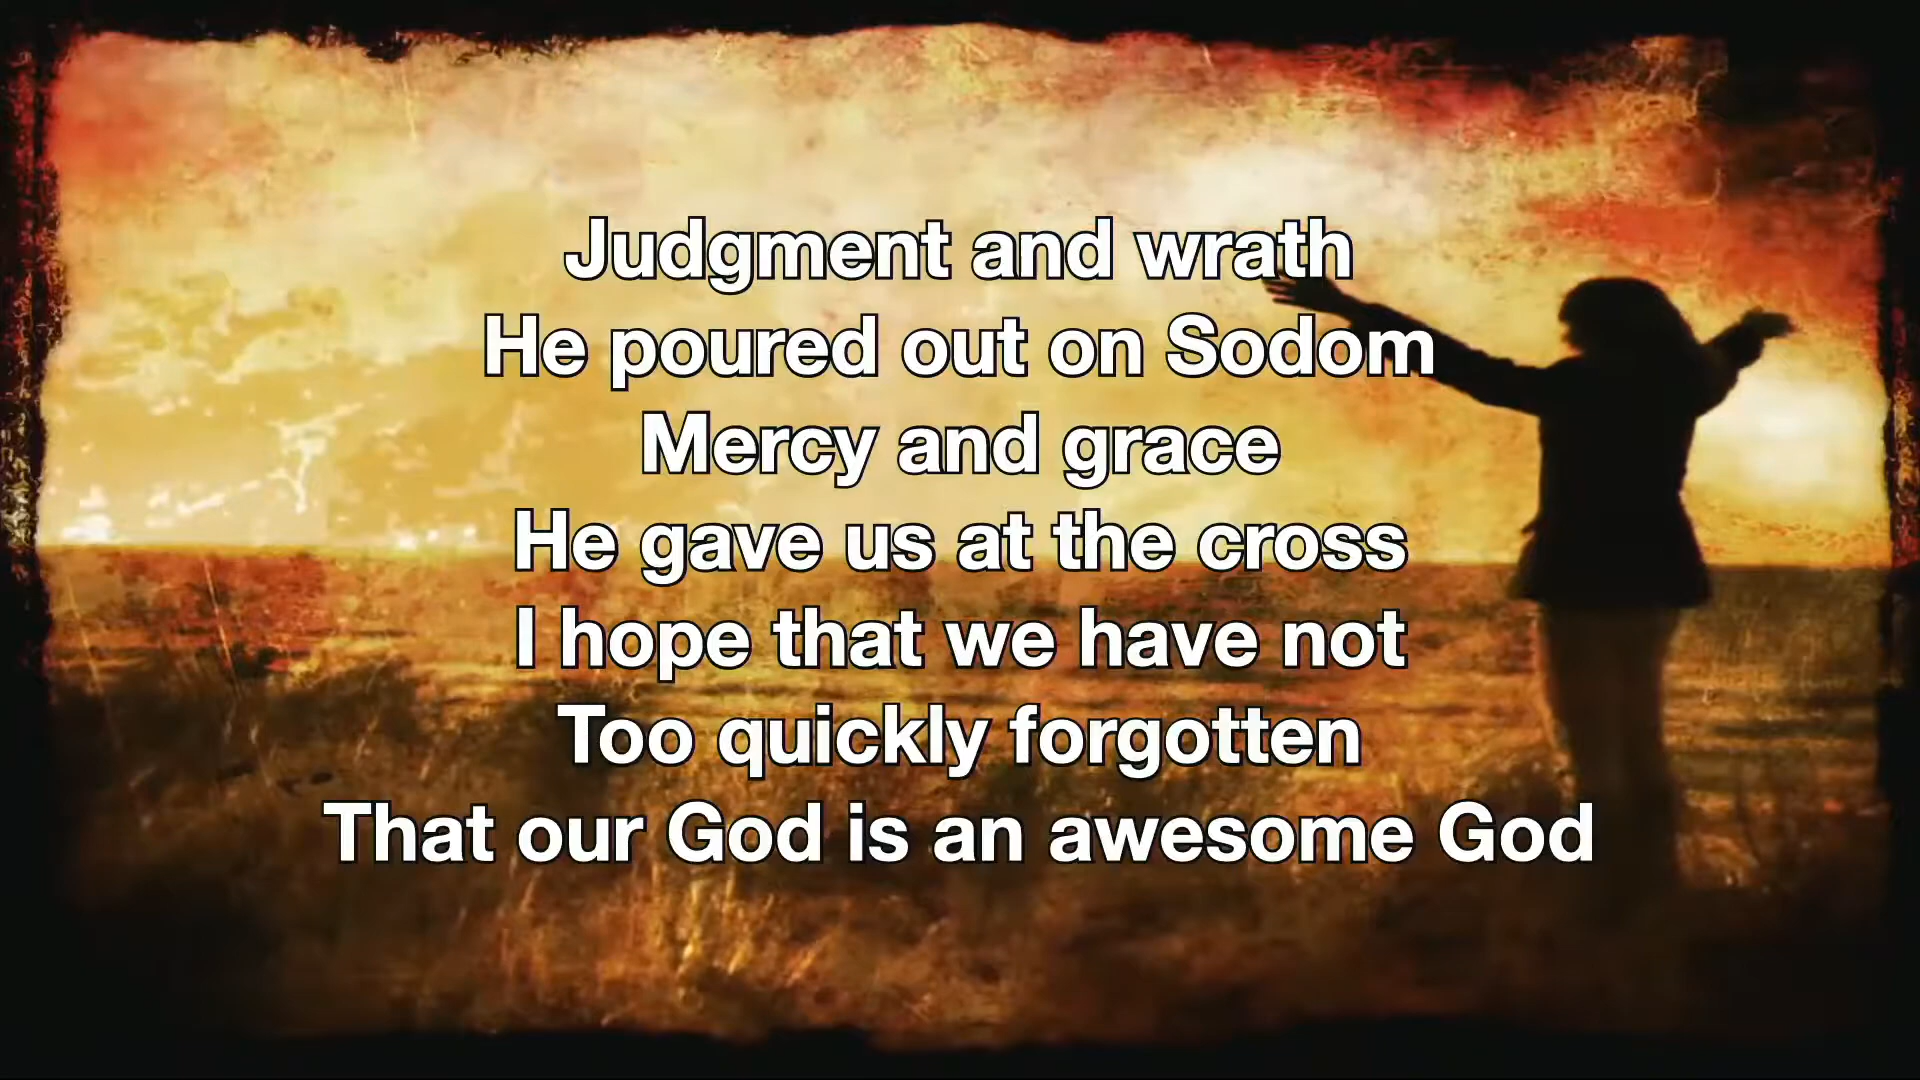 Judgment and wrath
He poured out on Sodom
Mercy and grace
He gave us at the cross
I hope that we have not
Too quickly forgotten
That our God is an awesome God